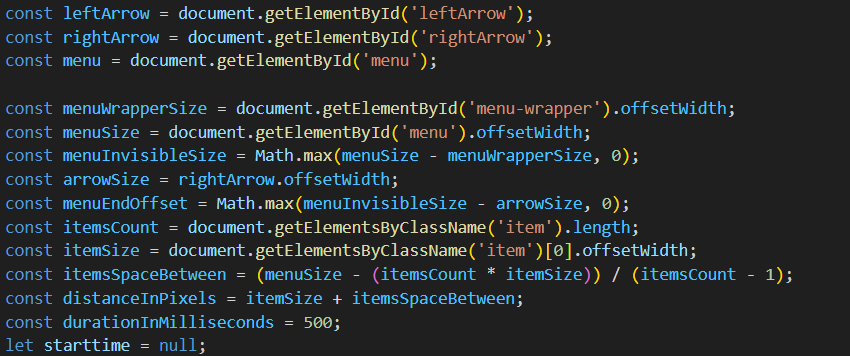 const leftArrow = document.getElementById('leftArrow');
const rightArrow = document.getElementById('rightArrow');
const menu = document.getElementById('menu');

const menuWrapperSize = document.getElementById('menu-wrapper').offsetWidth;
const menuSize = document.getElementById('menu').offsetWidth;
const menuInvisibleSize = Math.max(menuSize - menuWrapperSize, 0);
const arrowSize = rightArrow.offsetWidth;
const menuEndOffset = Math.max(menuInvisibleSize - arrowSize, 0);
const itemsCount = document.getElementsByClassName('item').length;
const itemSize = document.getElementsByClassName('item')[0].offsetWidth;
const itemsSpaceBetween = (menuSize - (itemsCount * itemSize)) / (itemsCount - 1);
const distanceInPixels = itemSize + itemsSpaceBetween;
const durationInMilliseconds = 500;
let starttime = null;